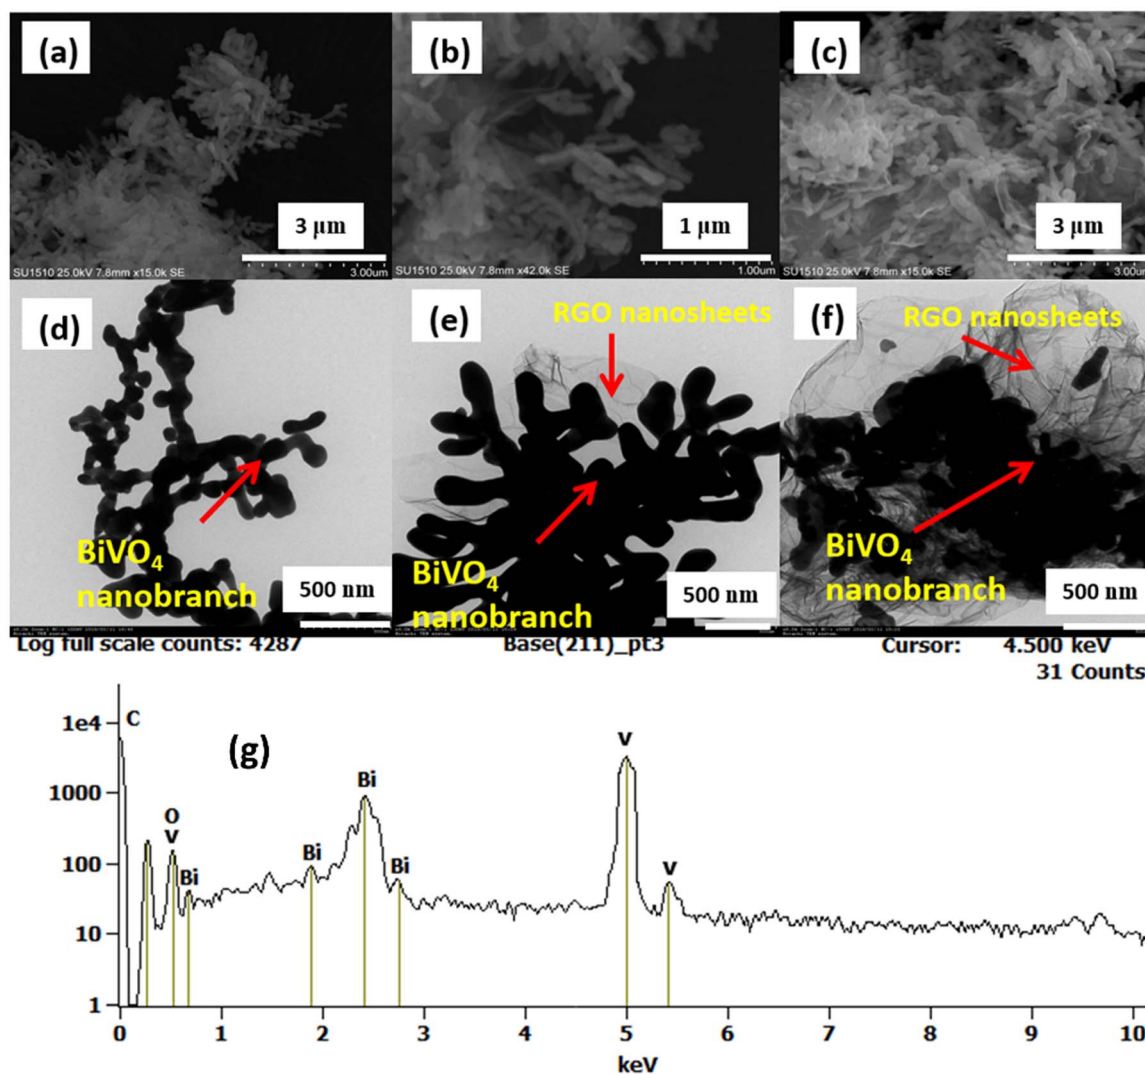 (a)
3 μm
SU1510 25.0kV 7.8mm x15.0k SE
3.00um
(b)
1 μm
SU1510 25.0kV 7.8mm x42.0k SE
1.00um
(c)
3 μm
SU1510 25.0kV 7.8mm x15.0k SE
3.00um
(d)
BiVO4
nanobranch
500 nm
(e)
RGO nanosheets
BiVO4
nanobranch
500 nm
(f)
RGO nanosheets
BiVO4
nanobranch
500 nm
Log full scale counts: 4287
Base(211)_pt3
Cursor: 4.500 keV
31 Counts
(g)
1e4
1000
100
10
1
C
O
V
Bi
Bi
Bi
Bi
V
V
0 1 2 3 4 5 6 7 8 9 10
keV